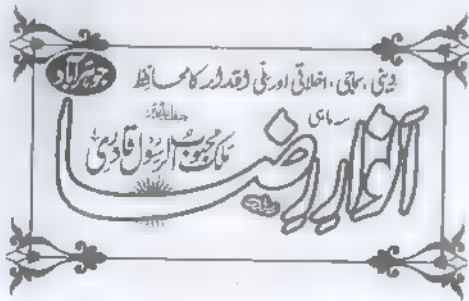 دینی، سماجی، اخلاقی اور ملی اقدار کا محافظ
جوہر آباد
سہ ماہی
انوار رضا
ملک محبوب الرسول قادری